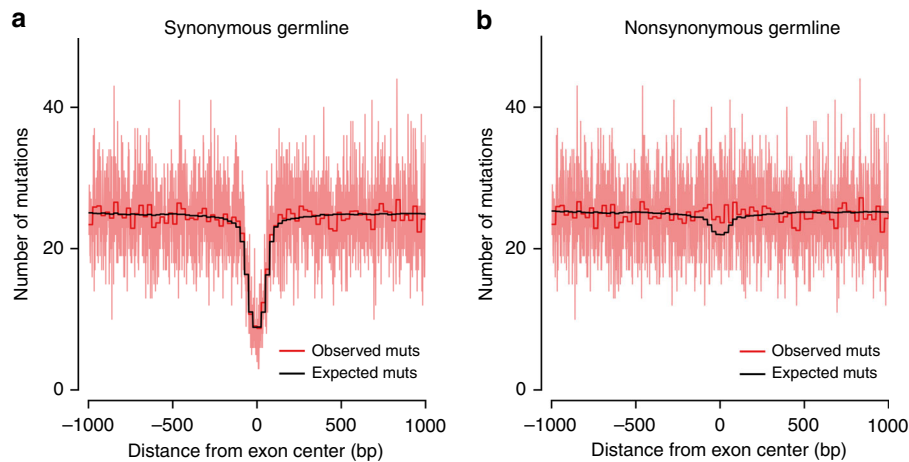 a
Synonymous germline
Number of mutations
40
20
0
Observed muts
Expected muts
−1000
−500
0
500
1000
Distance from exon center (bp)
b
Nonsynonymous germline
Number of mutations
40
20
0
Observed muts
Expected muts
−1000
−500
0
500
1000
Distance from exon center (bp)